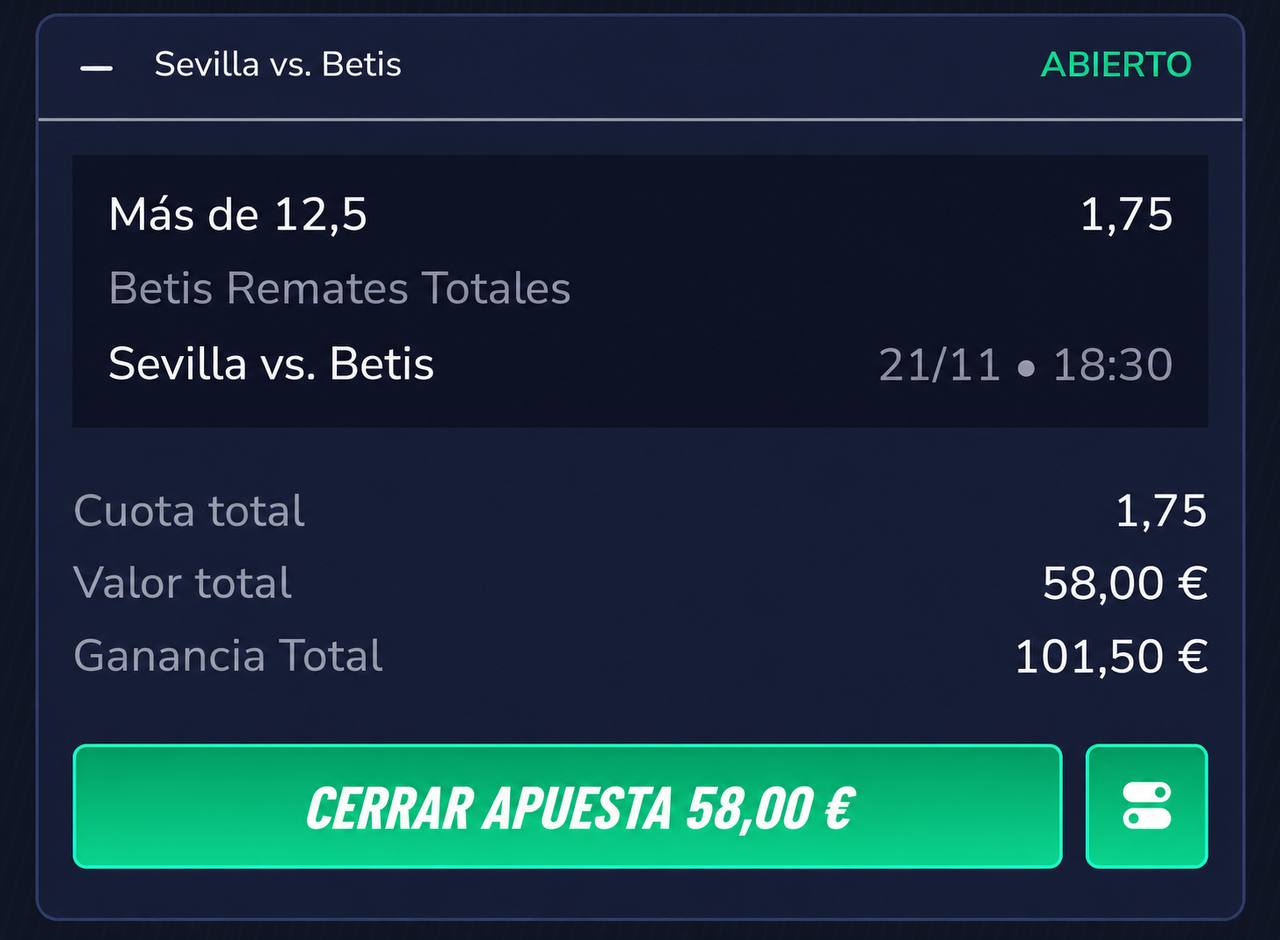 Sevilla vs. Betis ABIERTO
Más de 12,5 1,75
Betis Remates Totales
Sevilla vs. Betis 21/11 • 18:30
Cuota total 1,75
Valor total 58,00 €
Ganancia Total 101,50 €
CERRAR APUESTA 58,00 €